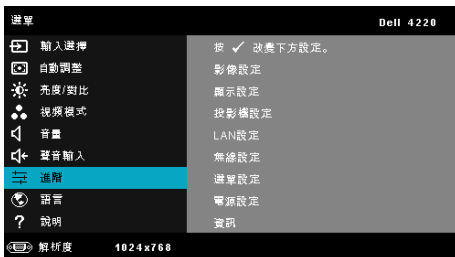 選單 Dell 4220
輸入選擇
自動調整
亮度/對比
視頻模式
音量
聲音輸入
進階
語言
說明
按 ✓ 改變下方設定。
影像設定
顯示設定
投影機設定
LAN設定
無線設定
選單設定
電源設定
資訊
解析度 1024x768